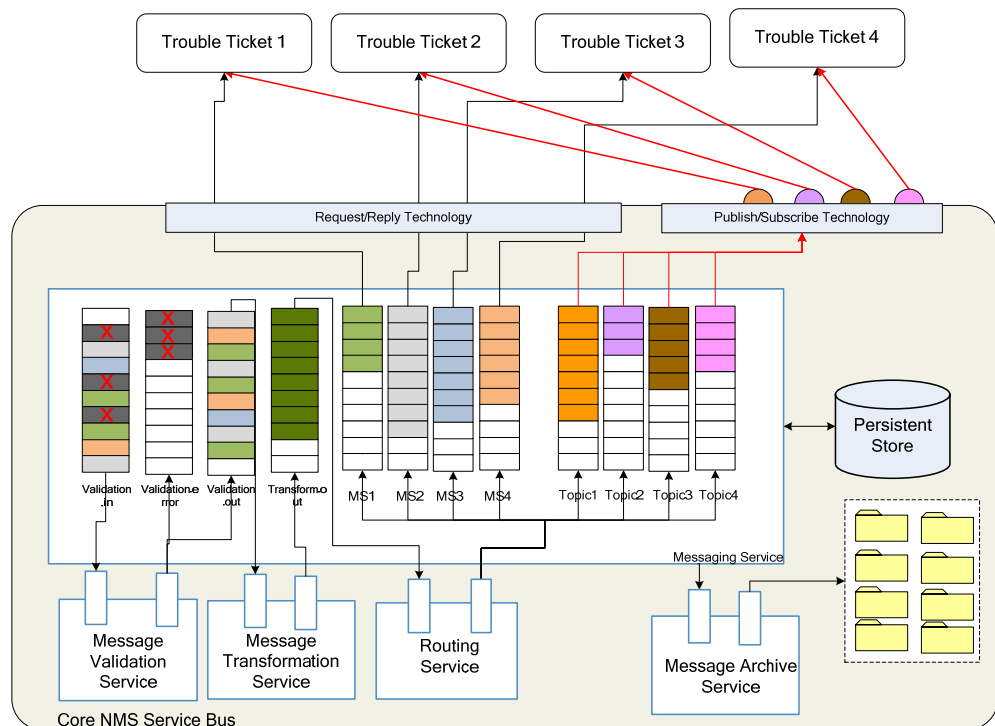 Trouble Ticket 1
Trouble Ticket 2
Trouble Ticket 3
Trouble Ticket 4
Request/Reply Technology
Publish/Subscribe Technology
X
X
X
X
X
X
Validation
.in
Validation.e
rror
Validation
.out
Transform.o
ut
MS1
MS2
MS3
MS4
Topic1
Topic2
Topic3
Topic4
Persistent
Store
Messaging Service
Message
Validation
Service
Message
Transformation
Service
Routing
Service
Message Archive
Service
Core NMS Service Bus